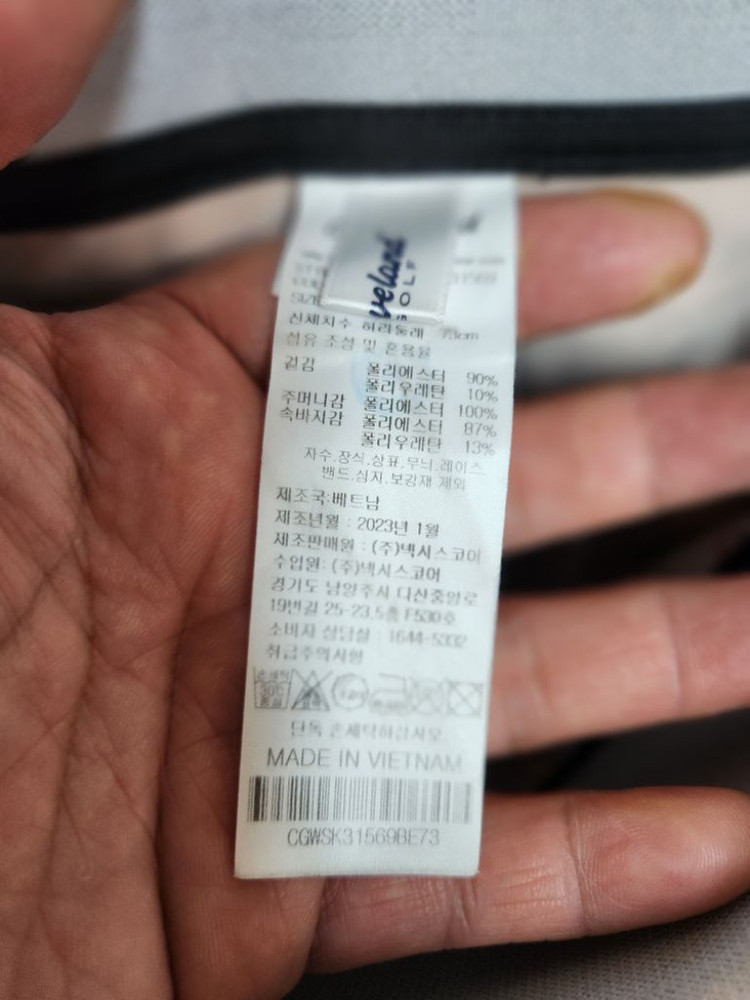 veland
OLF
31569
신체치수 허리둘레 73cm
섬유 조성 및 혼용율
겉감 폴리에스터 90%
폴리우레탄 10%
주머니감 폴리에스터 100%
속바지감 폴리에스터 87%
폴리우레탄 13%
자수.장식.상표.무늬.레이스
밴드.심지.보강재 제외
제조국:베트남
제조년월 : 2023년 1월
제조판매원 : (주)넥시스코어
수입원: (주)넥시스코어
경기도 남양주시 다산중앙로
19번길 25-23,5층 F530호
소비자 상담실 : 1644-5332
취급주의사항
손세탁
30℃
중성
단독 손세탁하십시오
MADE IN VIETNAM
CGWSK31569BE73